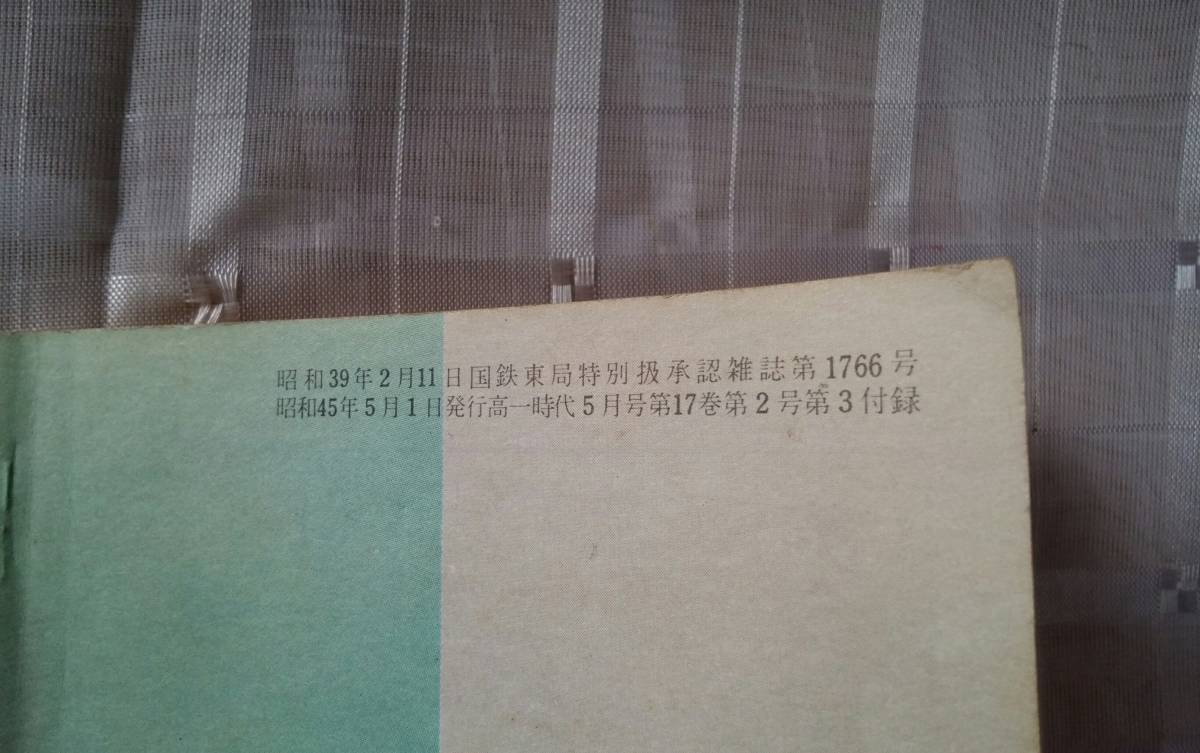 昭和39年2月11日国鉄東局特別扱承認雑誌第1766号
昭和45年5月1日発行高一時代5月号第17巻第2号第3付録